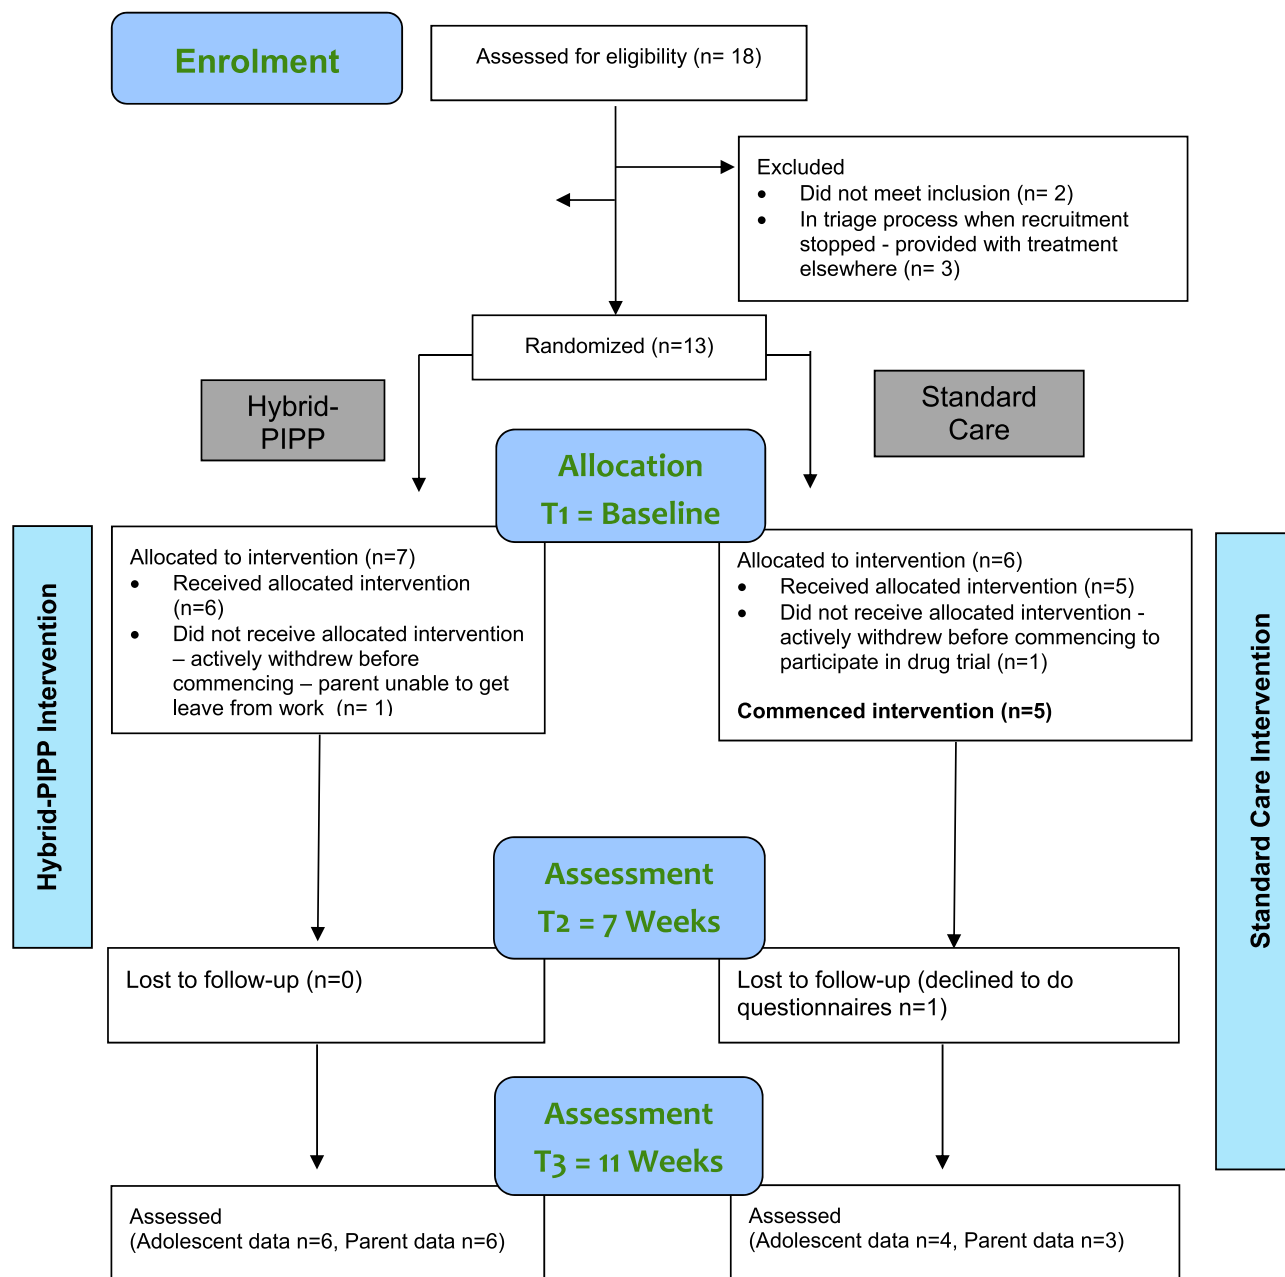 Enrolment
Assessed for eligibility (n= 18)
Excluded
• Did not meet inclusion (n= 2)
• In triage process when recruitment
stopped - provided with treatment
elsewhere (n= 3)
Randomized (n=13)
Hybrid-
PIPP
Standard
Care
Allocation
T1 = Baseline
Hybrid-PIPP Intervention
Allocated to intervention (n=7)
• Received allocated intervention
(n=6)
• Did not receive allocated intervention
– actively withdrew before
commencing – parent unable to get
leave from work  (n= 1)
Allocated to intervention (n=6)
• Received allocated intervention (n=5)
• Did not receive allocated intervention -
actively withdrew before commencing to
participate in drug trial (n=1)
Commenced intervention (n=5)
Standard Care Intervention
Assessment
T2 = 7 Weeks
Lost to follow-up (n=0)
Lost to follow-up (declined to do
questionnaires n=1)
Assessment
T3 = 11 Weeks
Assessed
(Adolescent data n=6, Parent data n=6)
Assessed
(Adolescent data n=4, Parent data n=3)